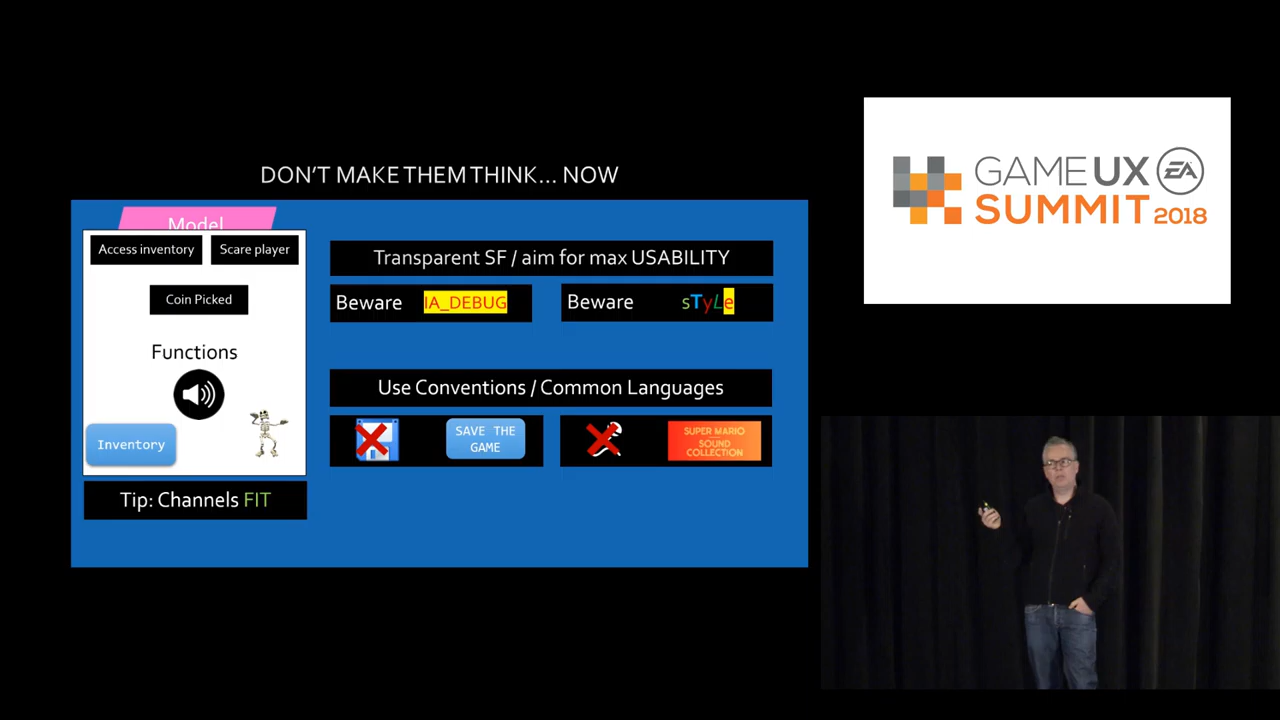 DON'T MAKE THEM THINK... NOW
Model
Access inventory
Scare player
Coin Picked
Functions
Inventory
Tip: Channels FIT
Transparent SF / aim for max USABILITY
Beware IA_DEBUG
Beware sTyLe
Use Conventions / Common Languages
SAVE THE
GAME
SUPER MARIO
SOUND
COLLECTION
GAMEUX EA
SUMMIT 2018